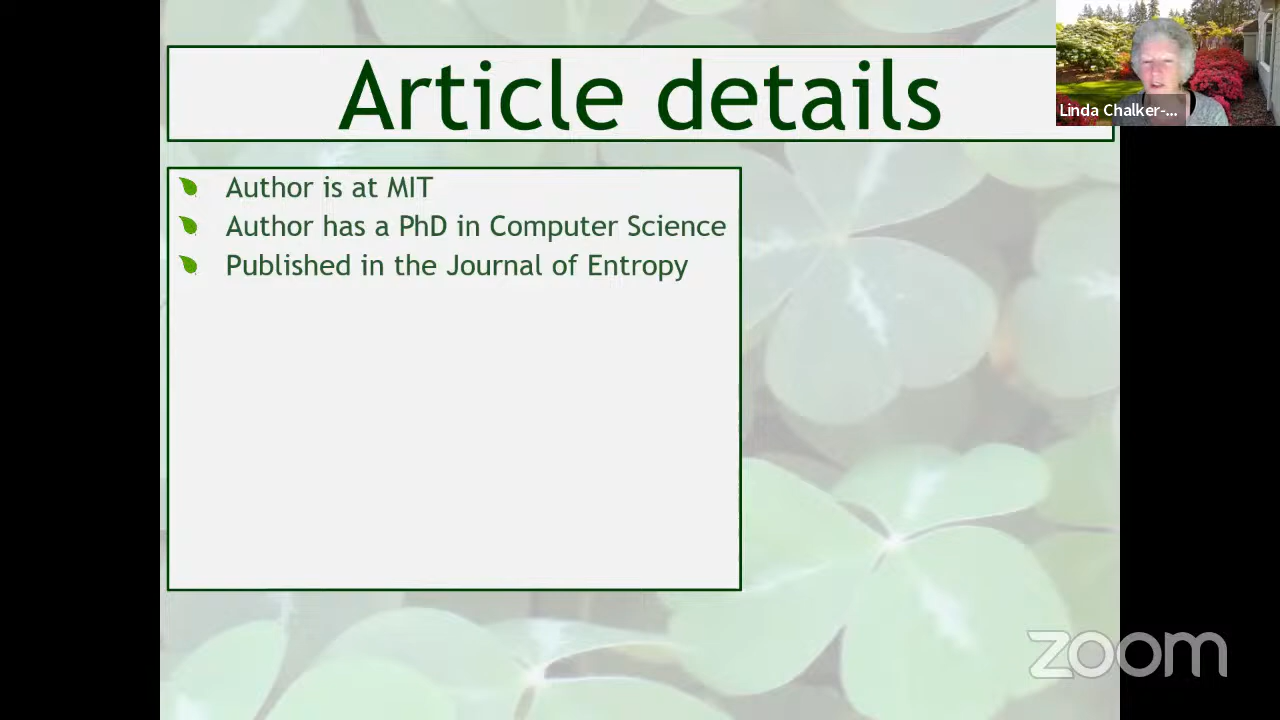 Article details
Linda Chalker-...
Author is at MIT
Author has a PhD in Computer Science
Published in the Journal of Entropy
zoom